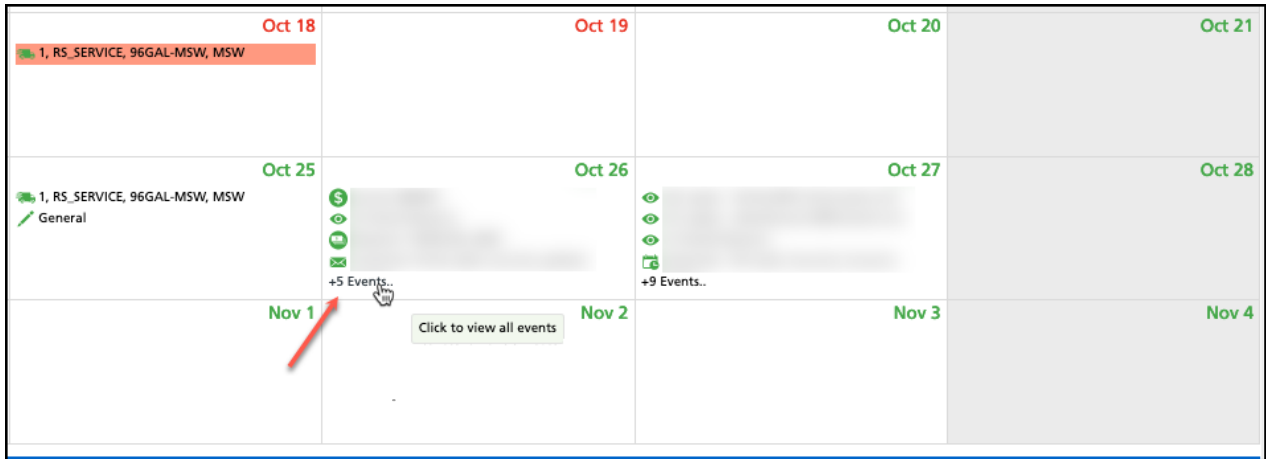 Oct 18
Oct 19
Oct 20
Oct 21
1, RS_SERVICE, 96GAL-MSW, MSW
Oct 25
Oct 26
Oct 27
Oct 28
1, RS_SERVICE, 96GAL-MSW, MSW
General
$
+5 Events..
+9 Events..
Nov 1
Nov 2
Nov 3
Nov 4
Click to view all events